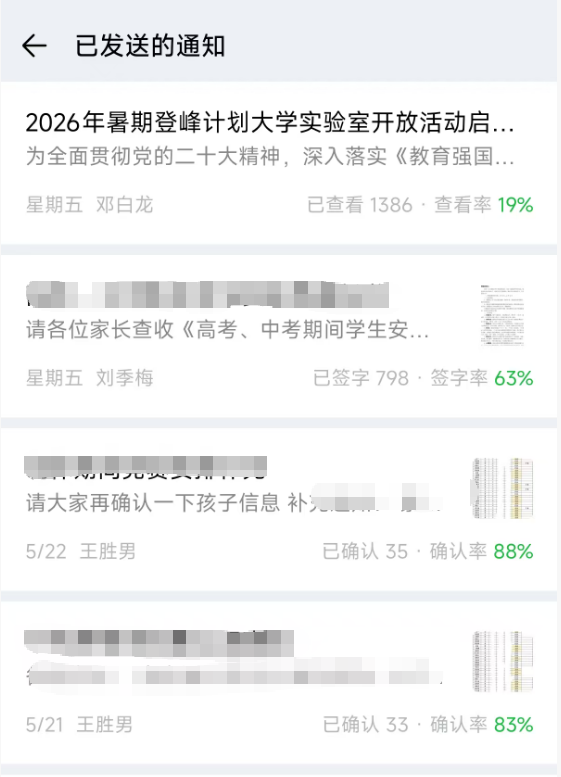 已发送的通知
2026年暑期登峰计划大学实验室开放活动启...
为全面贯彻党的二十大精神，深入落实《教育强国...
星期五 邓白龙 已查看 1386 · 查看率 19%
请各位家长查收《高考、中考期间学生安...
星期五 刘季梅 已签字 798 · 签字率 63%
请大家再确认一下孩子信息 补充
5/22 王胜男 已确认 35 · 确认率 88%
5/21 王胜男 已确认 33 · 确认率 83%